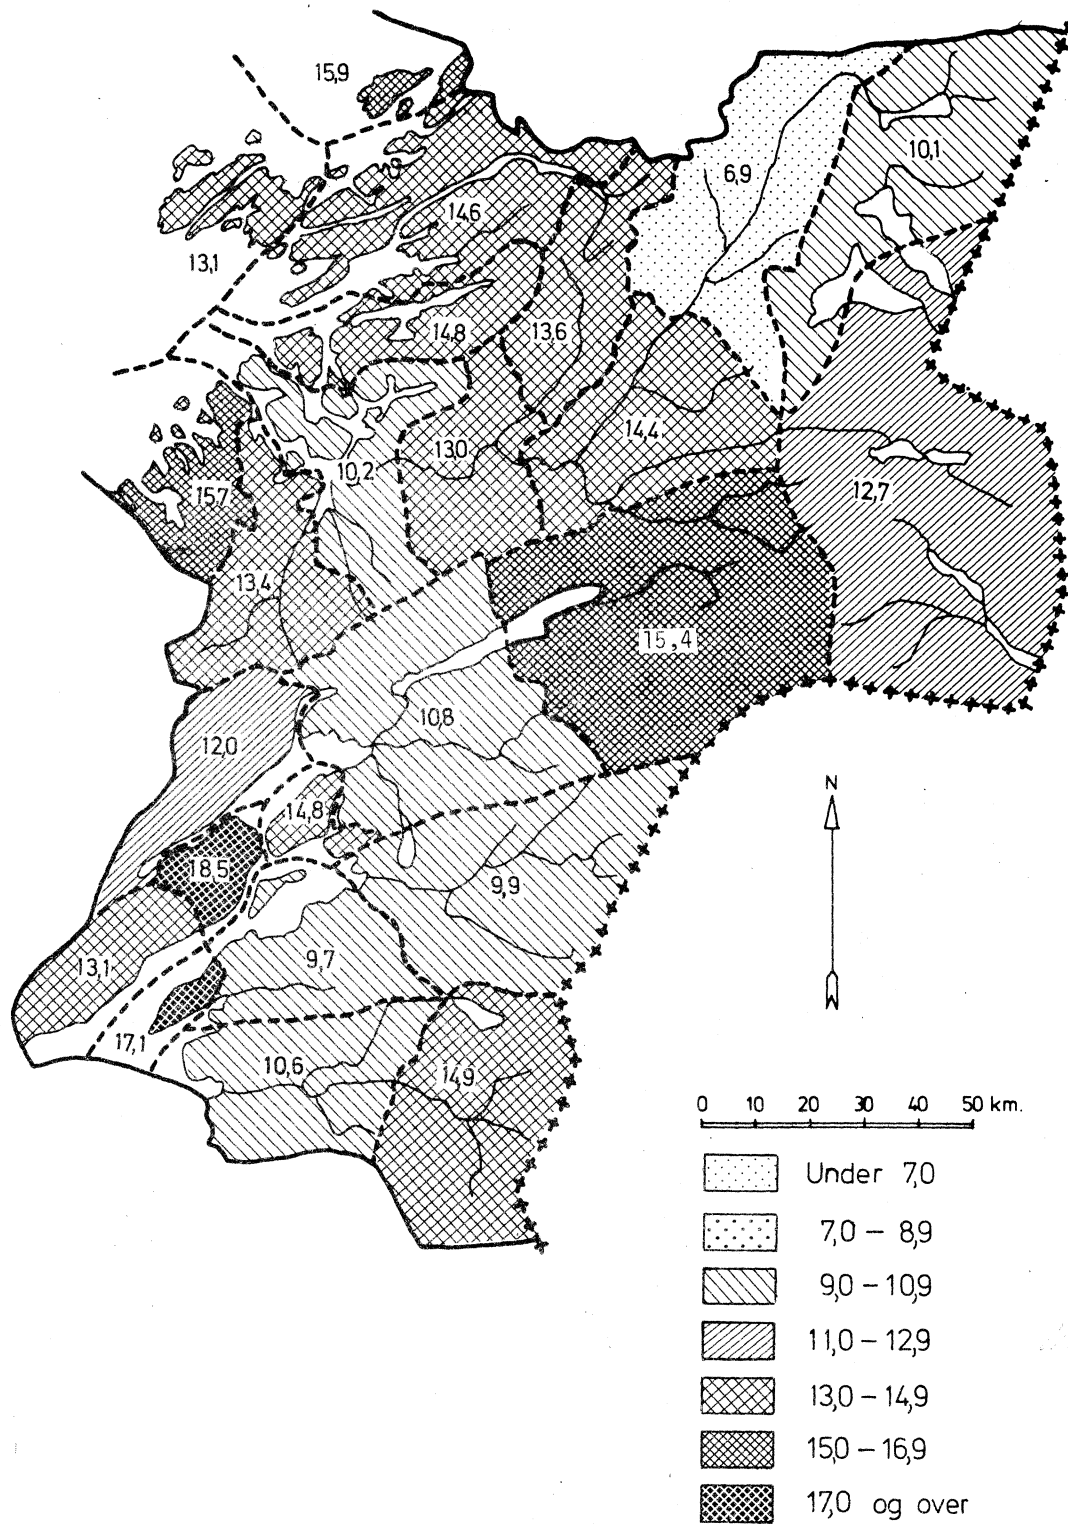 15,9
10,1
6,9
14,6
13,1
14,8
13,6
14,4
13,0
10,2
15,7
12,7
13,4
15,4
10,8
12,0
N
14,8
18,5
9,9
9,7
13,1
17,1
10,6
14,9
0 10 20 30 40 50 km.
Under 7,0
7,0 – 8,9
9,0 – 10,9
11,0 – 12,9
13,0 – 14,9
15,0 – 16,9
17,0 og over